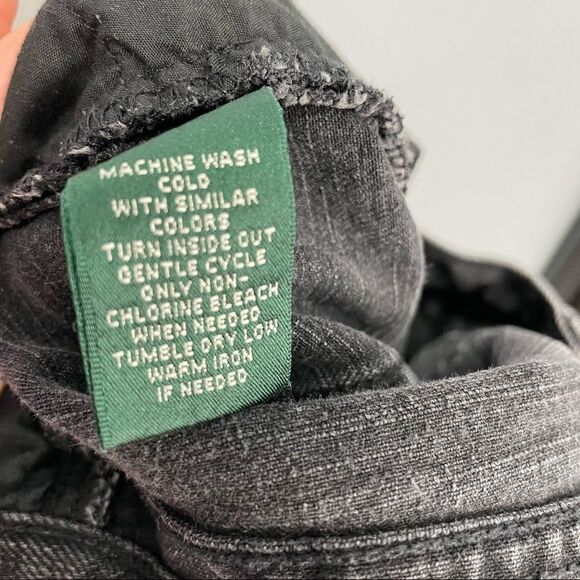 MACHINE WASH
COLD
WITH SIMILAR
COLORS
TURN INSIDE OUT
GENTLE CYCLE
ONLY NON-
CHLORINE BLEACH
WHEN NEEDED
TUMBLE DRY LOW
WARM IRON
IF NEEDED